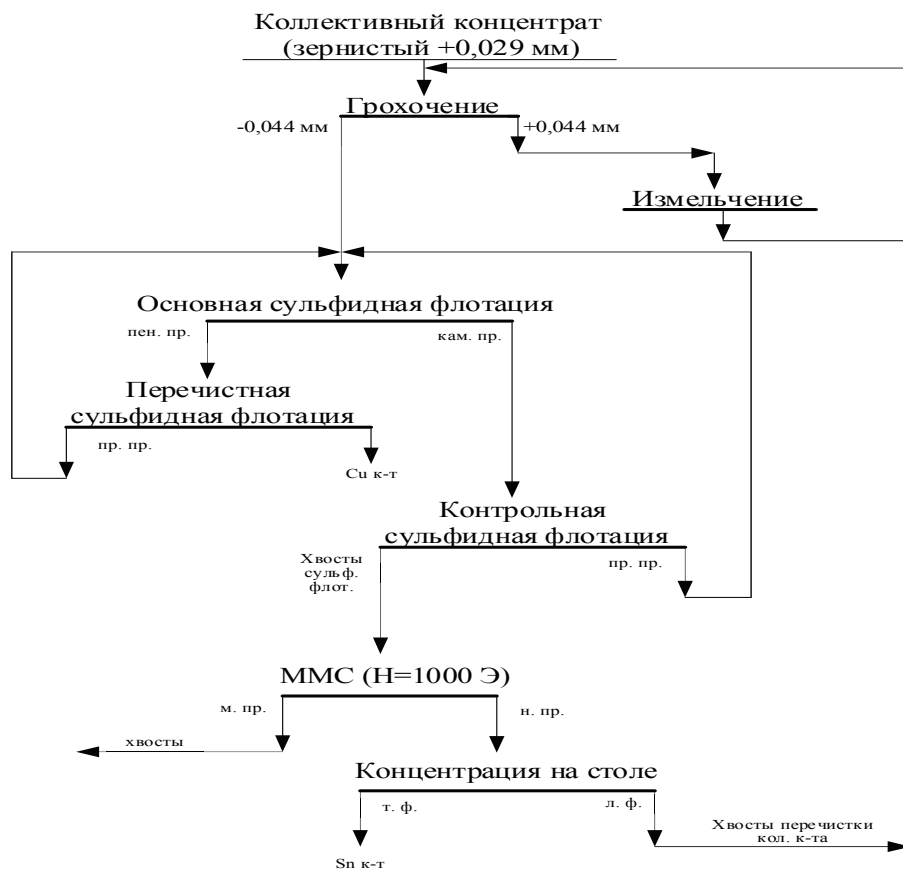 Коллективный концентрат
(зернистый +0,029 мм)
Грохочение
-0,044 мм
+0,044 мм
Измельчение
Основная сульфидная флотация
пен. пр.
кам. пр.
Перечистная
сульфидная флотация
пр. пр.
Cu к-т
Контрольная
сульфидная флотация
Хвосты
сульф.
флот.
пр. пр.
ММС (Н=1000 Э)
м. пр.
н. пр.
хвосты
Концентрация на столе
т. ф.
л. ф.
Хвосты перечистки
кол. к-та
Sn к-т